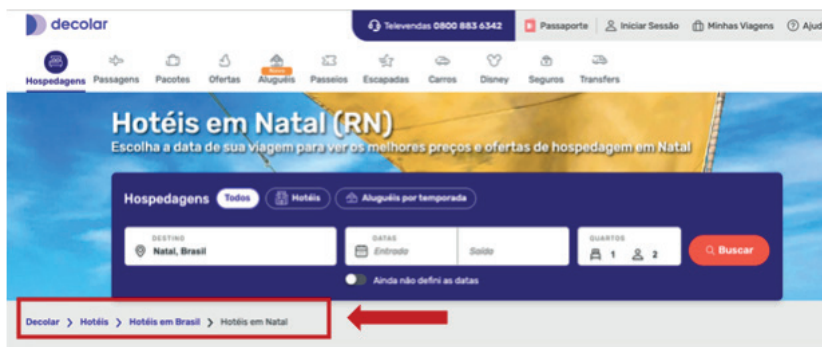 decolar
Televendas 0800 883 6342
Passaporte
Iniciar Sessão
Minhas Viagens
Hospedagens
Passagens
Pacotes
Ofertas
Aluguéis
Passeios
Escapadas
Carros
Disney
Seguros
Transfers
Hotéis em Natal (RN)
Escolha a data de sua viagem para ver os melhores preços e ofertas de hospedagem em Natal
Hospedagens
Todos
Hotéis
Aluguéis por temporada
DESTINO
Natal, Brasil
DATAS
Entrada
Saída
QUARTOS
1
2
Buscar
Ainda não defini as datas
Decolar > Hotéis > Hotéis em Brasil > Hotéis em Natal